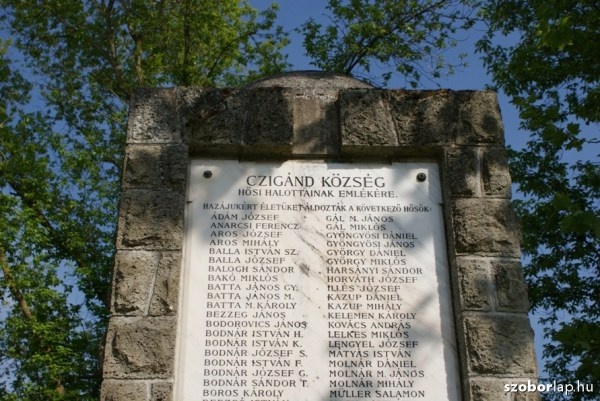 CZIGÁND KÖZSÉG
HŐSI HALOTTAINAK EMLÉKÉRE.
HAZÁJUKÉRT ÉLETÜKET ÁLDOZTÁK A KÖVETKEZŐ HŐSÖK:
ÁDÁM JÓZSEF
ANARCSI FERENCZ
AROS JÓZSEF
AROS MIHÁLY
BALLA ISTVÁN SZ.
BALLA JÓZSEF
BALOGH SÁNDOR
BAKÓ MIKLÓS
BATTA JÁNOS GY.
BATTA JÁNOS M.
BATTA M. KÁROLY
BEZZEG JÁNOS
BODOROVICS JÁNOS
BODNÁR ISTVÁN H.
BODNÁR ISTVÁN K.
BODNÁR JÓZSEF S.
BODNÁR ISTVÁN F.
BODNÁR JÓZSEF G.
BODNÁR SÁNDOR T.
BOROS KÁROLY
GÁL M. JÁNOS
GÁL MIKLÓS
GYÖNGYÖSI DÁNIEL
GYÖNGYÖSI JÁNOS
GYÖRGY DÁNIEL
GYÖRGY MIKLÓS
HARSÁNYI SÁNDOR
HORVÁTH JÓZSEF
ILLÉS JÓZSEF
KAZUP DÁNIEL
KAZUP MIHÁLY
KELEMEN KÁROLY
KOVÁCS ANDRÁS
LELKES MIKLÓS
LENGYEL JÓZSEF
MÁTYÁS ISTVÁN
MOLNÁR DÁNIEL
MOLNÁR M. JÁNOS
MOLNÁR MIHÁLY
MÜLLER SALAMON
szoborlap.hu